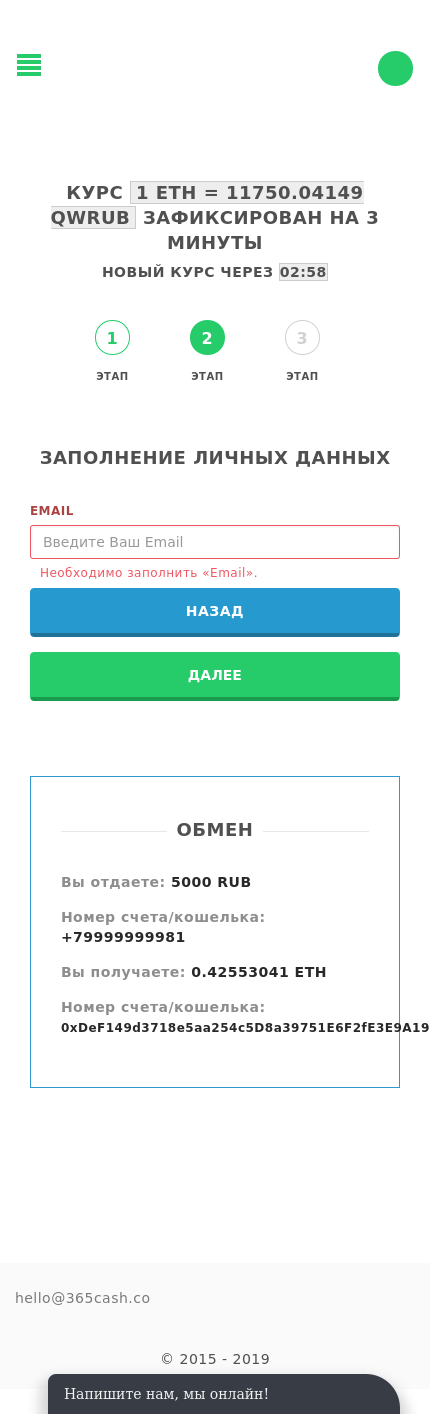 КУРС 1 ETH = 11750.04149
QWRUB ЗАФИКСИРОВАН НА 3
МИНУТЫ
НОВЫЙ КУРС ЧЕРЕЗ 02:58
1 2 3
ЭТАП ЭТАП ЭТАП
ЗАПОЛНЕНИЕ ЛИЧНЫХ ДАННЫХ
EMAIL
Введите Ваш Email
Необходимо заполнить «Email».
НАЗАД
ДАЛЕЕ
ОБМЕН
Вы отдаете: 5000 RUB
Номер счета/кошелька:
+79999999981
Вы получаете: 0.42553041 ETH
Номер счета/кошелька:
0xDeF149d3718e5aa254c5D8a39751E6F2fE3E9A19
hello@365cash.co
© 2015 - 2019
Напишите нам, мы онлайн!